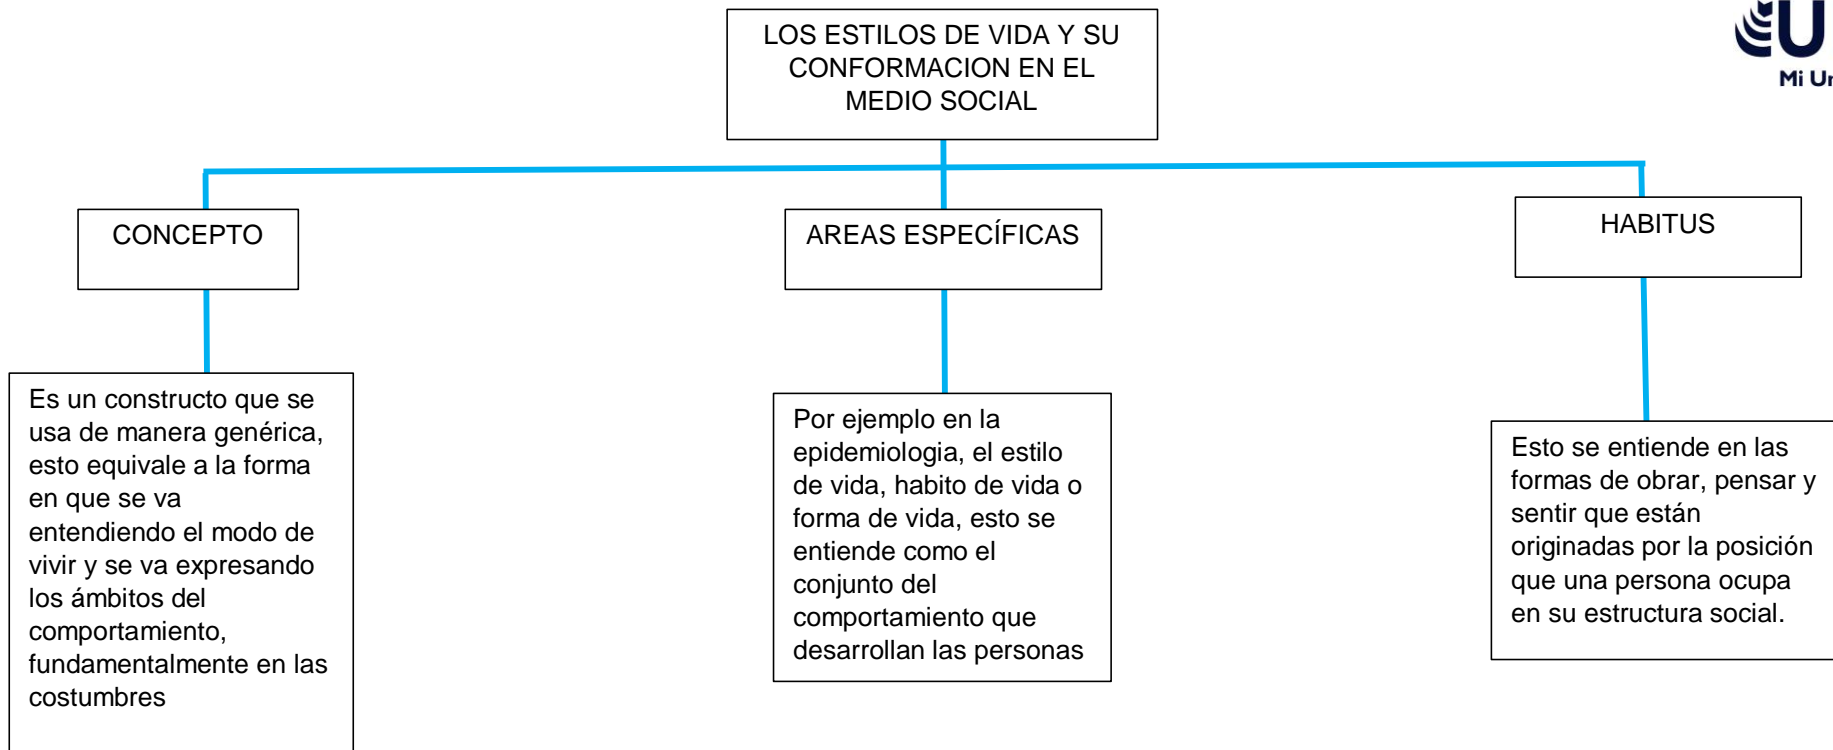 LOS ESTILOS DE VIDA Y SU
CONFORMACION EN EL
MEDIO SOCIAL
U
Mi Un
CONCEPTO
AREAS ESPECÍFICAS
HABITUS
Es un constructo que se
usa de manera genérica,
esto equivale a la forma
en que se va
entendiendo el modo de
vivir y se va expresando
los ámbitos del
comportamiento,
fundamentalmente en las
costumbres
Por ejemplo en la
epidemiologia, el estilo
de vida, habito de vida o
forma de vida, esto se
entiende como el
conjunto del
comportamiento que
desarrollan las personas
Esto se entiende en las
formas de obrar, pensar y
sentir que están
originadas por la posición
que una persona ocupa
en su estructura social.